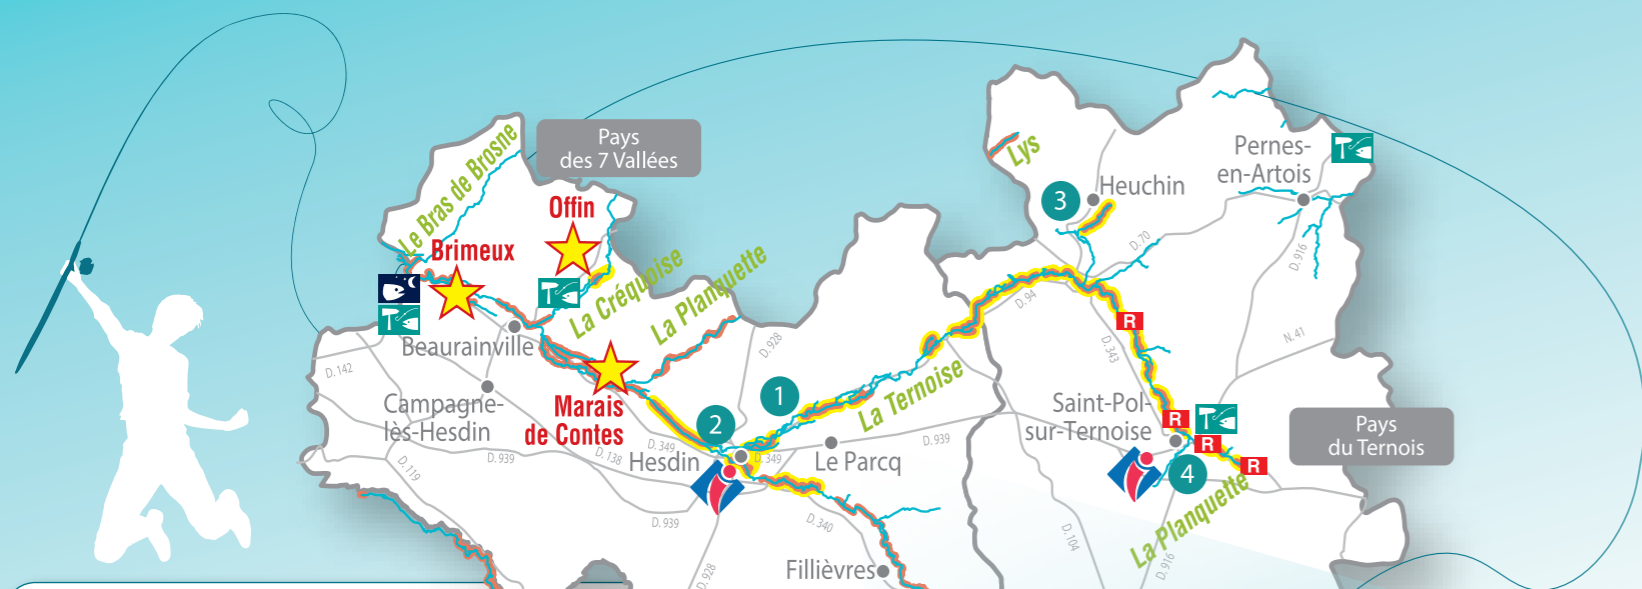 Pays
des 7 Vallées
Le Bras de Brosne
Offin
Brimeux
La Créquoise
La Planquette
Beaurainville
D. 142
Campagne-
lès-Hesdin
Marais
de Contes
D. 119
D. 939
D. 138
D. 349
2
1
D. 928
Hesdin
D. 349
Le Parcq
La Ternoise
D. 939
D. 939
D. 340
D. 928
Fillièvres
Lys
3
Heuchin
Pernes-
en-Artois
T
D. 70
D. 916
D. 94
R
D. 343
N. 41
Saint-Pol-
sur-Ternoise
R
T
R
R
4
Pays
du Ternois
La Planquette
D. 104
D. 916
T
T